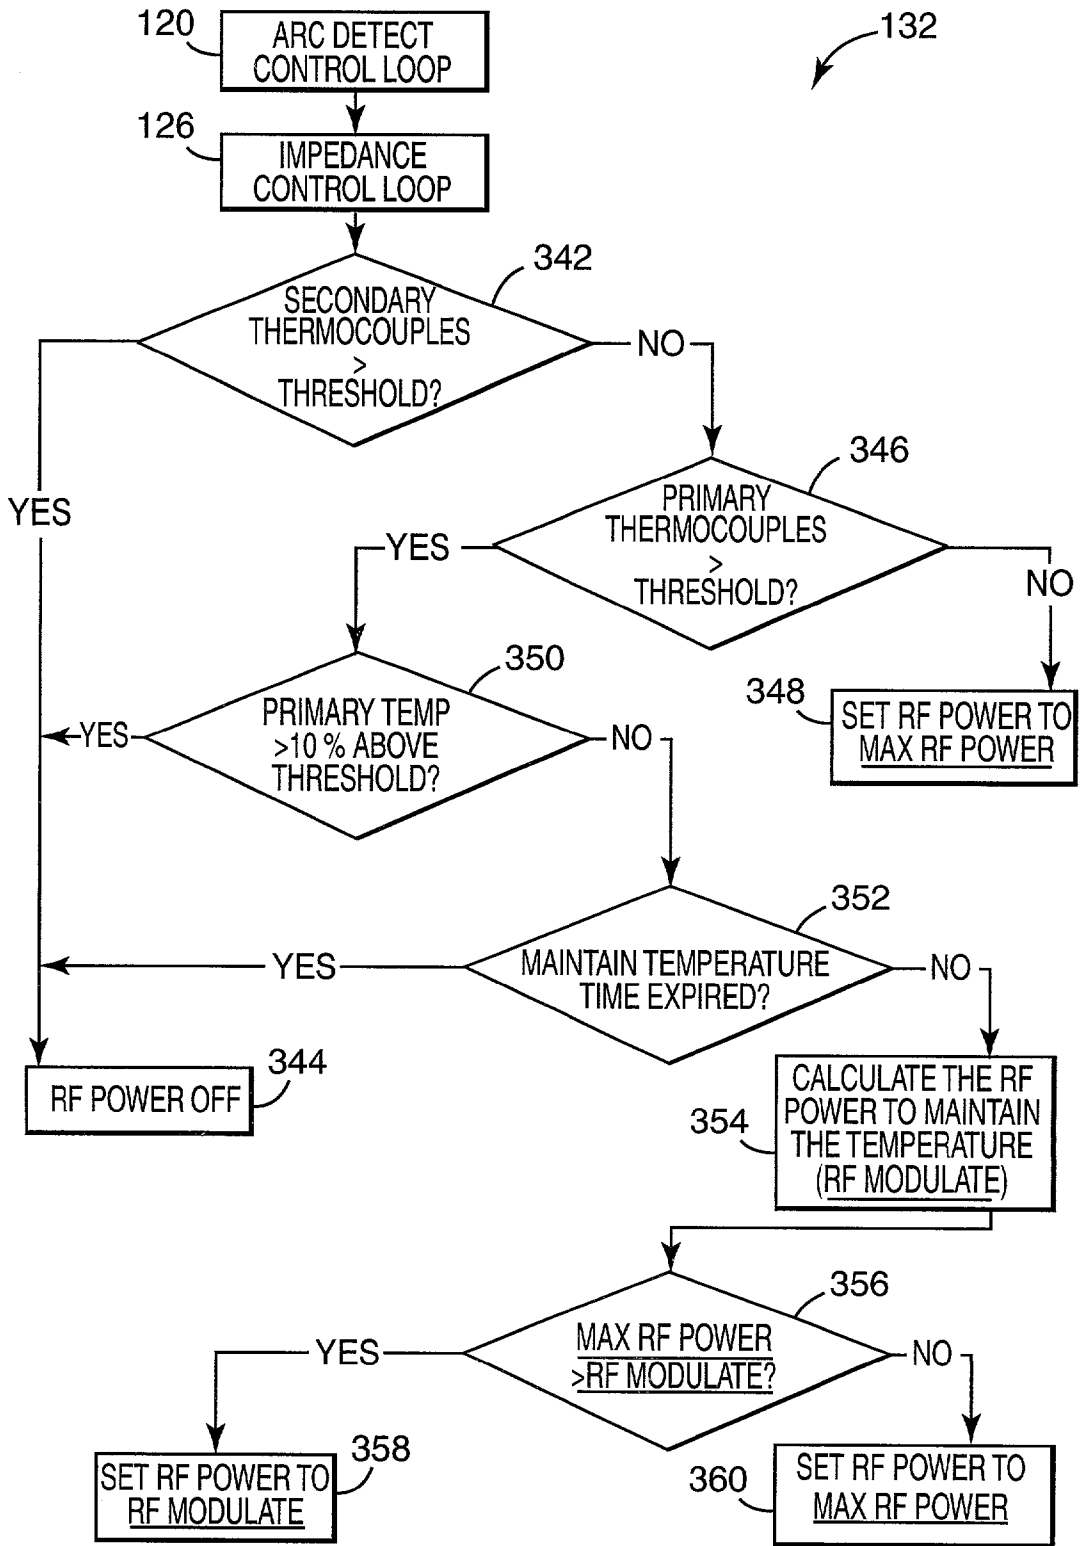 120
ARC DETECT
CONTROL LOOP
132
126
IMPEDANCE
CONTROL LOOP
342
SECONDARY
THERMOCOUPLES
>
THRESHOLD?
NO
YES
346
PRIMARY
THERMOCOUPLES
>
THRESHOLD?
YES
NO
350
PRIMARY TEMP
>10 % ABOVE
THRESHOLD?
YES
NO
348
SET RF POWER TO
MAX RF POWER
352
MAINTAIN TEMPERATURE
TIME EXPIRED?
YES
NO
344
RF POWER OFF
354
CALCULATE THE RF
POWER TO MAINTAIN
THE TEMPERATURE
(RF MODULATE)
356
MAX RF POWER
>RF MODULATE?
YES
NO
358
SET RF POWER TO
RF MODULATE
360
SET RF POWER TO
MAX RF POWER